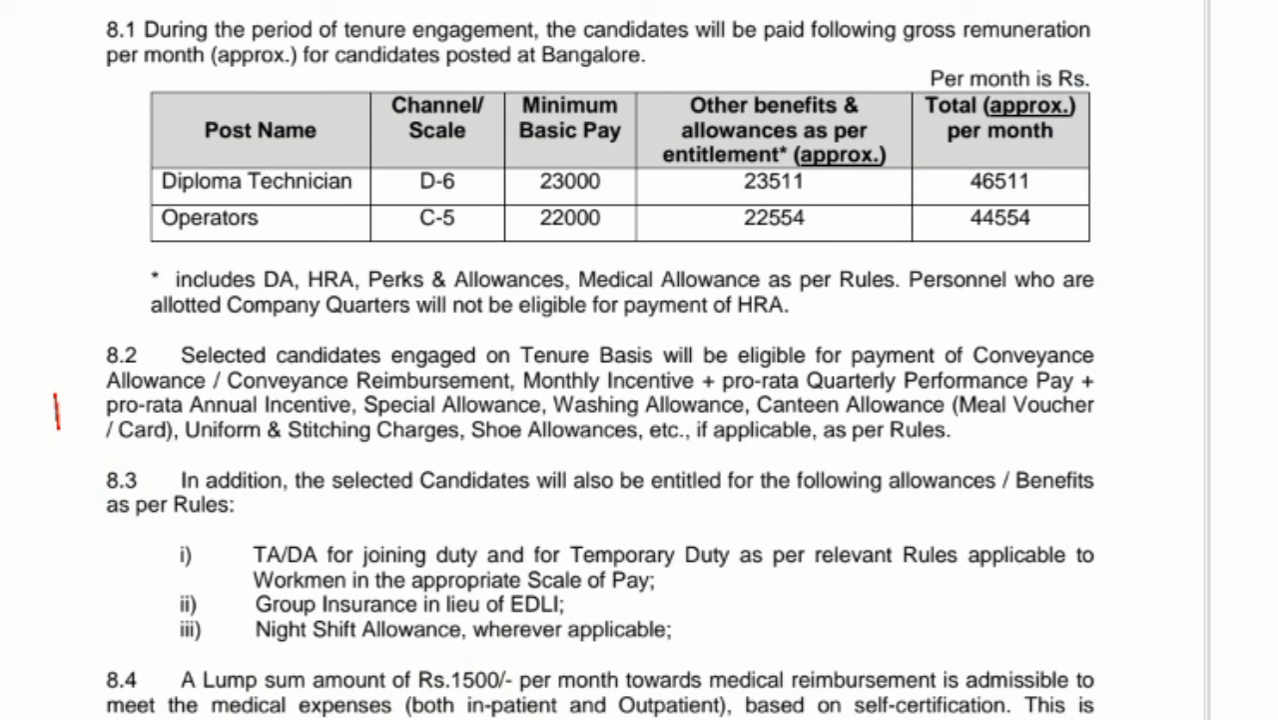 8.1 During the period of tenure engagement, the candidates will be paid following gross remuneration
per month (approx.) for candidates posted at Bangalore.
Per month is Rs.
Post Name Channel/ Scale Minimum Basic Pay Other benefits & allowances as per entitlement* (approx.) Total (approx.) per month
Diploma Technician D-6 23000 23511 46511
Operators C-5 22000 22554 44554
* includes DA, HRA, Perks & Allowances, Medical Allowance as per Rules. Personnel who are
allotted Company Quarters will not be eligible for payment of HRA.
8.2 Selected candidates engaged on Tenure Basis will be eligible for payment of Conveyance
Allowance / Conveyance Reimbursement, Monthly Incentive + pro-rata Quarterly Performance Pay +
pro-rata Annual Incentive, Special Allowance, Washing Allowance, Canteen Allowance (Meal Voucher
/ Card), Uniform & Stitching Charges, Shoe Allowances, etc., if applicable, as per Rules.
8.3 In addition, the selected Candidates will also be entitled for the following allowances / Benefits
as per Rules:
i) TA/DA for joining duty and for Temporary Duty as per relevant Rules applicable to
Workmen in the appropriate Scale of Pay;
ii) Group Insurance in lieu of EDLI;
iii) Night Shift Allowance, wherever applicable;
8.4 A Lump sum amount of Rs.1500/- per month towards medical reimbursement is admissible to
meet the medical expenses (both in-patient and Outpatient), based on self-certification. This is